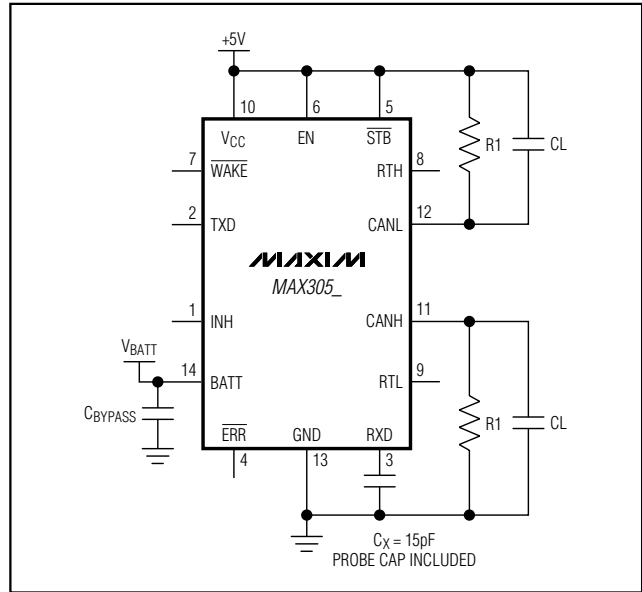 +5V
10
6
5
VCC
EN
STB
7
WAKE
RTH
8
R1
CL
2
TXD
CANL
12
MAXIM
MAX305_
1
INH
CANH
11
VBATT
14
BATT
RTL
9
CBYPASS
R1
CL
ERR
GND
RXD
4
13
3
CX = 15pF
PROBE CAP INCLUDED